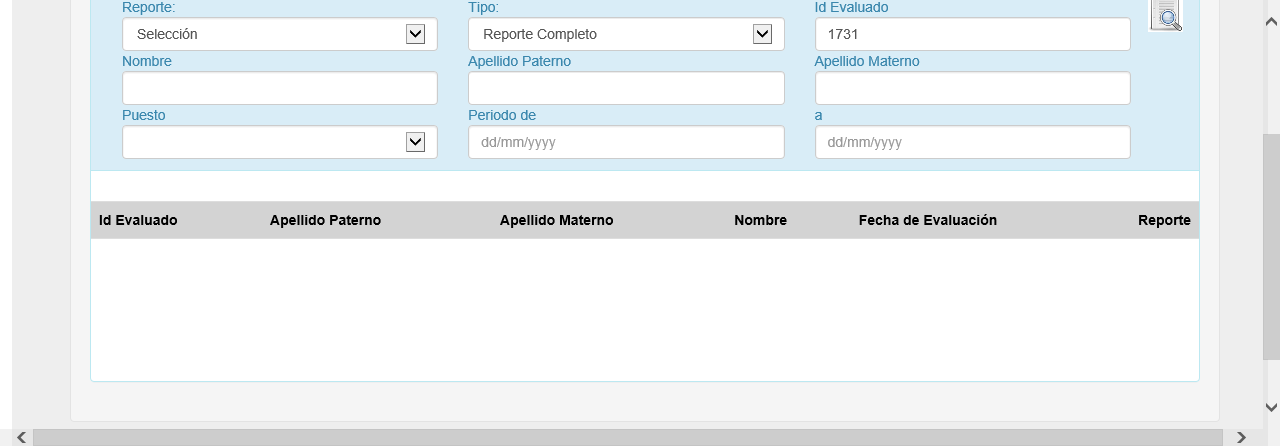 Reporte: Tipo: Id Evaluado
Selección Reporte Completo 1731
Nombre Apellido Paterno Apellido Materno
Puesto Periodo de a
dd/mm/yyyy dd/mm/yyyy
Id Evaluado Apellido Paterno Apellido Materno Nombre Fecha de Evaluación Reporte